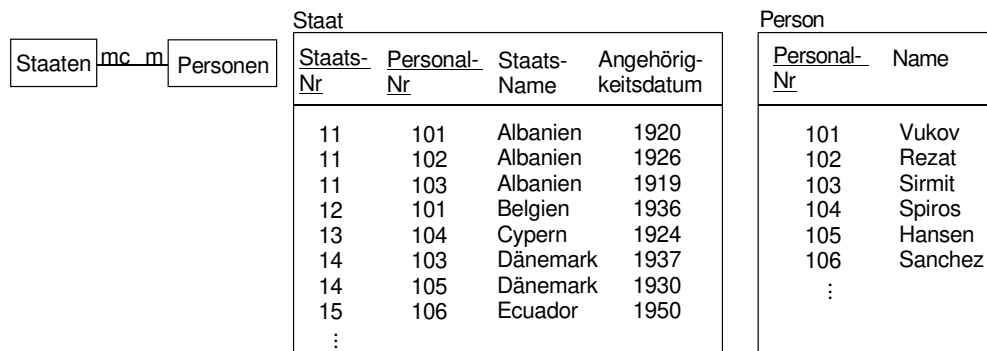 Staaten mc m Personen
Staat
Staats-Nr Personal-Nr Staats-Name Angehörig-keitsdatum
11 101 Albanien 1920
11 102 Albanien 1926
11 103 Albanien 1919
12 101 Belgien 1936
13 104 Cypern 1924
14 103 Dänemark 1937
14 105 Dänemark 1930
15 106 Ecuador 1950
⋮
Person
Personal-Nr Name
101 Vukov
102 Rezat
103 Sirmit
104 Spiros
105 Hansen
106 Sanchez
⋮